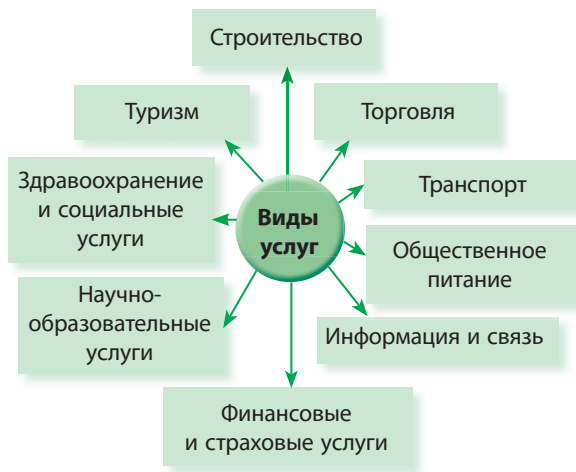 Строительство
Туризм
Торговля
Здравоохранение
и социальные
услуги
Виды
услуг
Транспорт
Общественное
питание
Научно-
образовательные
услуги
Информация и связь
Финансовые
и страховые услуги